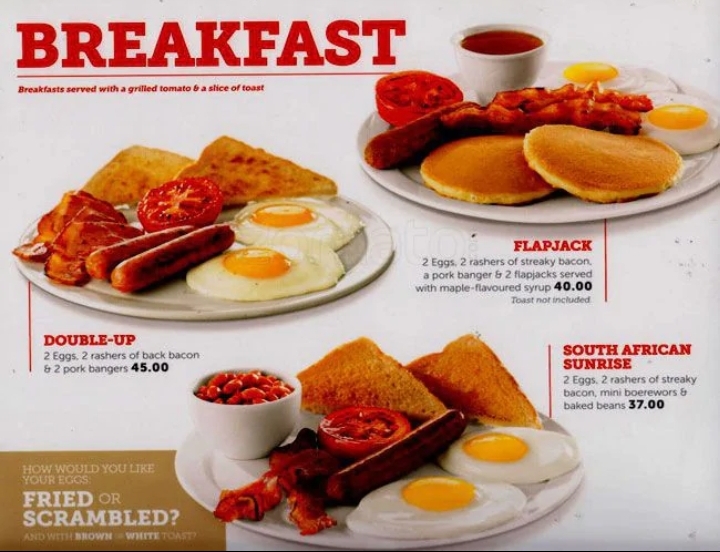 BREAKFAST
Breakfasts served with a grilled tomato & a slice of toast
FLAPJACK
2 Eggs, 2 rashers of streaky bacon,
a pork banger & 2 flapjacks served
with maple-flavoured syrup 40.00
Toast not included.
DOUBLE-UP
2 Eggs, 2 rashers of back bacon
& 2 pork bangers 45.00
SOUTH AFRICAN
SUNRISE
2 Eggs, 2 rashers of streaky
bacon, mini boerewors &
baked beans 37.00
HOW WOULD YOU LIKE
YOUR EGGS:
FRIED OR
SCRAMBLED?
AND WITH BROWN OR WHITE TOAST?
zomato